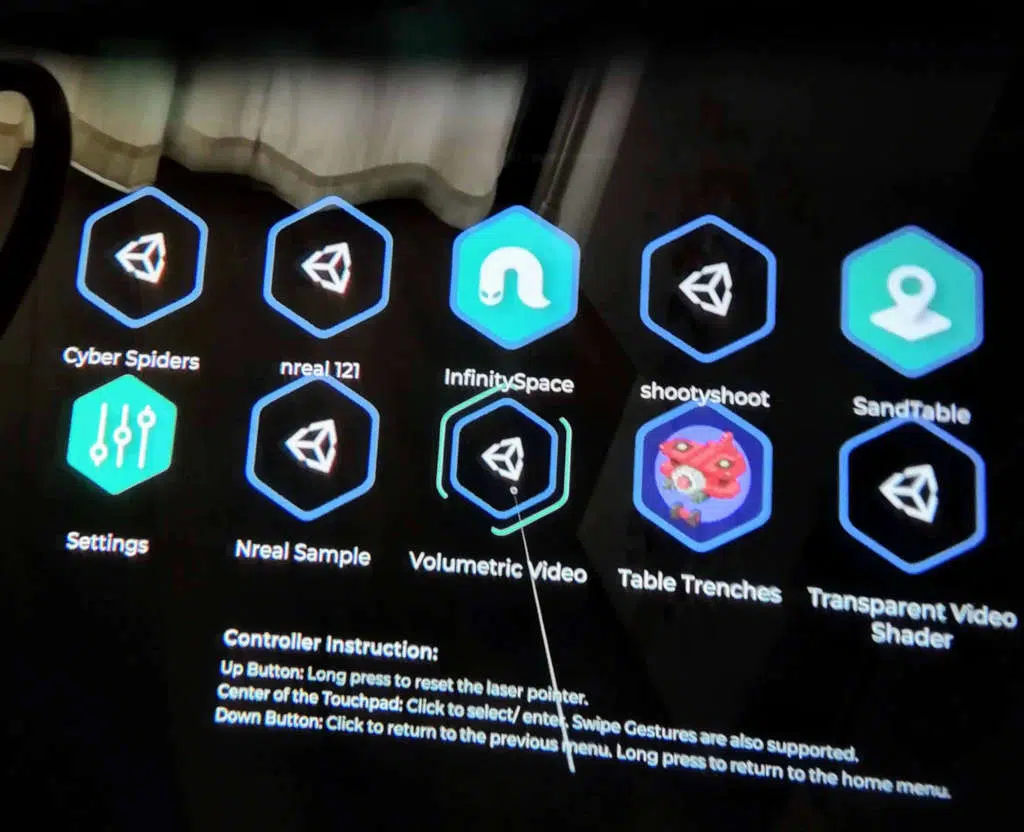 Cyber Spiders
nreal 121
InfinitySpace
shootyshoot
SandTable
Settings
Nreal Sample
Volumetric Video
Table Trenches
Transparent Video
Shader
Controller Instruction:
Up Button: Long press to reset the laser pointer.
Center of the Touchpad: Click to select/ enter. Swipe Gestures are also supported.
Down Button: Click to return to the previous menu. Long press to return to the home menu.